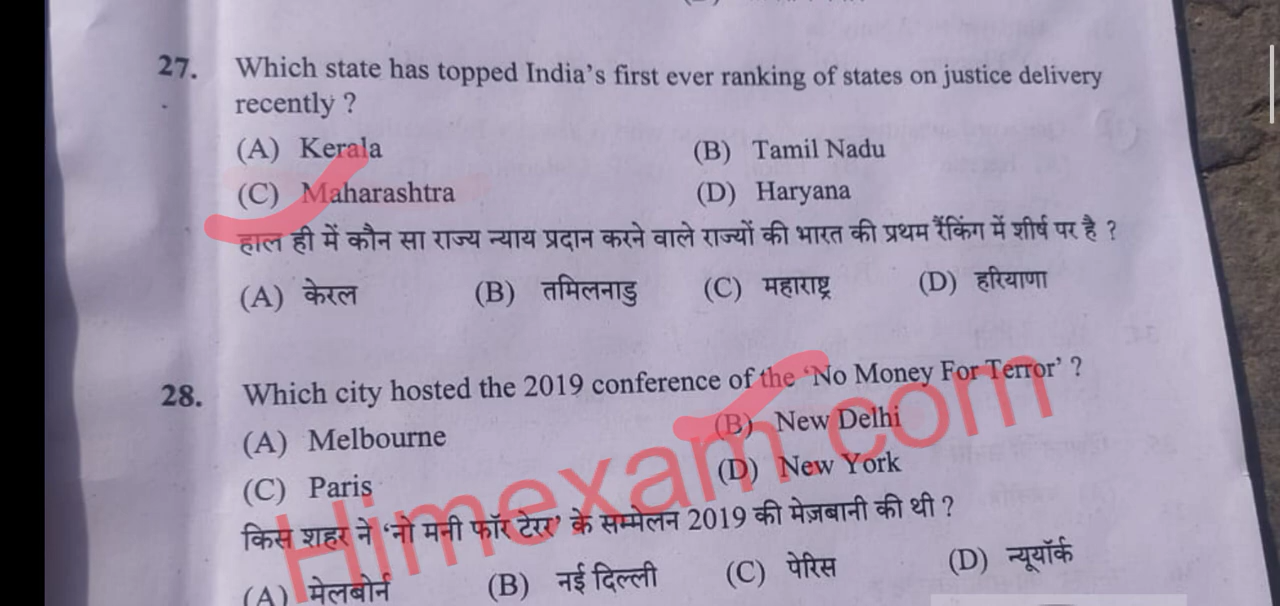 27. Which state has topped India's first ever ranking of states on justice delivery
recently ?
(A) Kerala (B) Tamil Nadu
(C) Maharashtra (D) Haryana
हाल ही में कौन सा राज्य न्याय प्रदान करने वाले राज्यों की भारत की प्रथम रैंकिंग में शीर्ष पर है ?
(A) केरल (B) तमिलनाडु (C) महाराष्ट्र (D) हरियाणा
28. Which city hosted the 2019 conference of the 'No Money For Terror' ?
(A) Melbourne (B) New Delhi
(C) Paris (D) New York
किस शहर ने 'नो मनी फॉर टेरर' के सम्मेलन 2019 की मेज़बानी की थी ?
(A) मेलबोर्न (B) नई दिल्ली (C) पेरिस (D) न्यूयॉर्क
Himexam.com